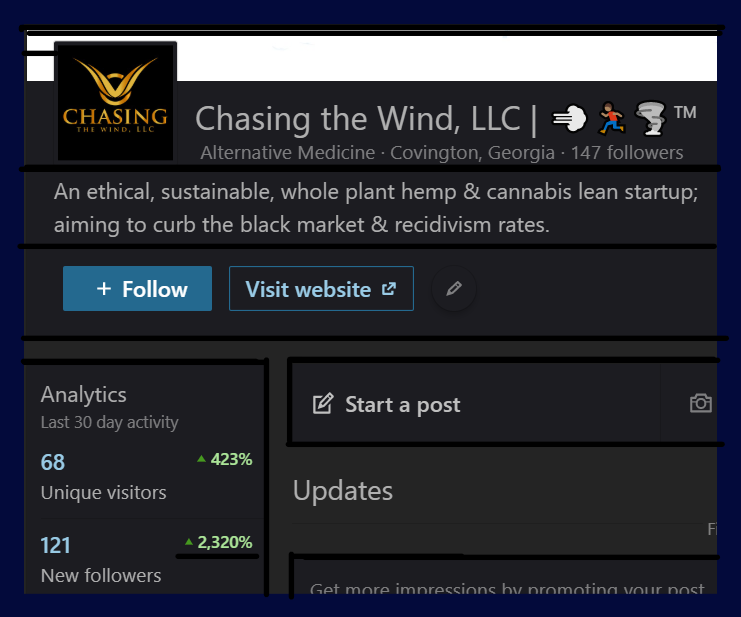 CHASING
THE WIND, LLC
Chasing the Wind, LLC | 💨🏃🏽🌪️™
Alternative Medicine · Covington, Georgia · 147 followers
An ethical, sustainable, whole plant hemp & cannabis lean startup;
aiming to curb the black market & recidivism rates.
+ Follow
Visit website
Analytics
Last 30 day activity
68
▲ 423%
Unique visitors
121
▲ 2,320%
New followers
Start a post
Updates
Fi
Get more impressions by promoting your post